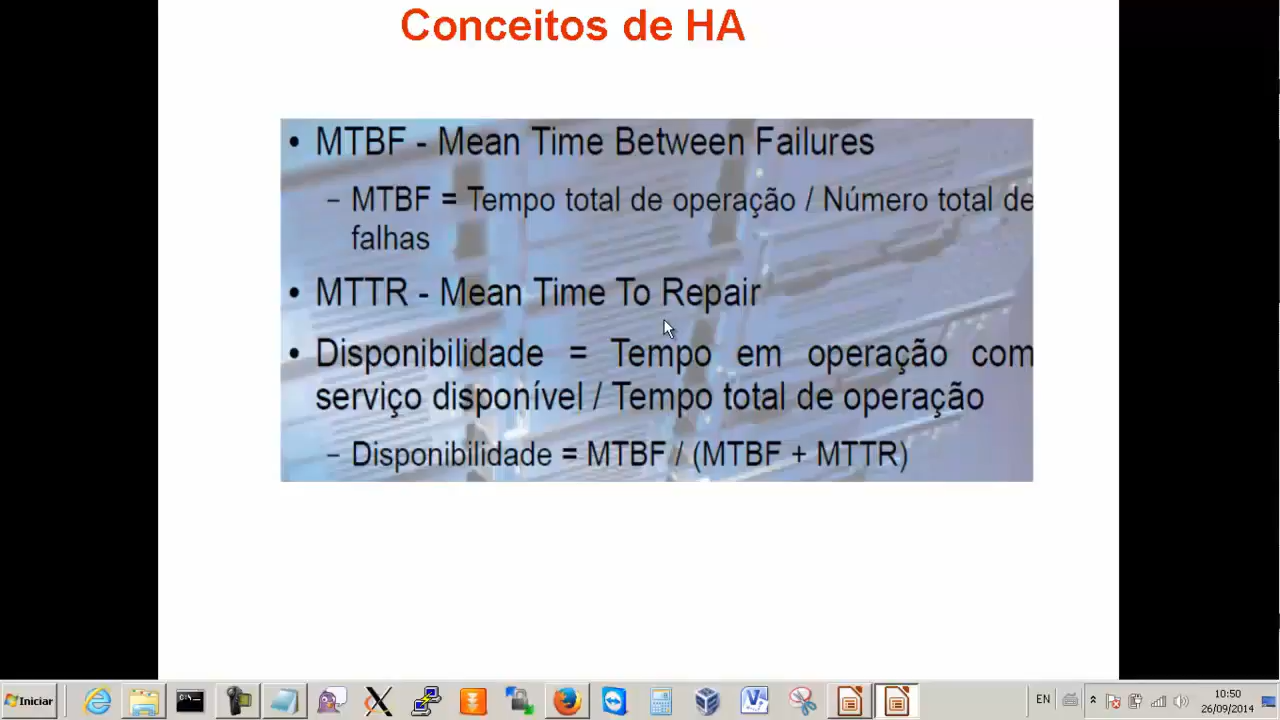 Conceitos de HA
• MTBF - Mean Time Between Failures
– MTBF = Tempo total de operação / Número total de
falhas
• MTTR - Mean Time To Repair
• Disponibilidade = Tempo em operação com
serviço disponível / Tempo total de operação
– Disponibilidade = MTBF / (MTBF + MTTR)
Iniciar
EN
10:50
26/09/2014